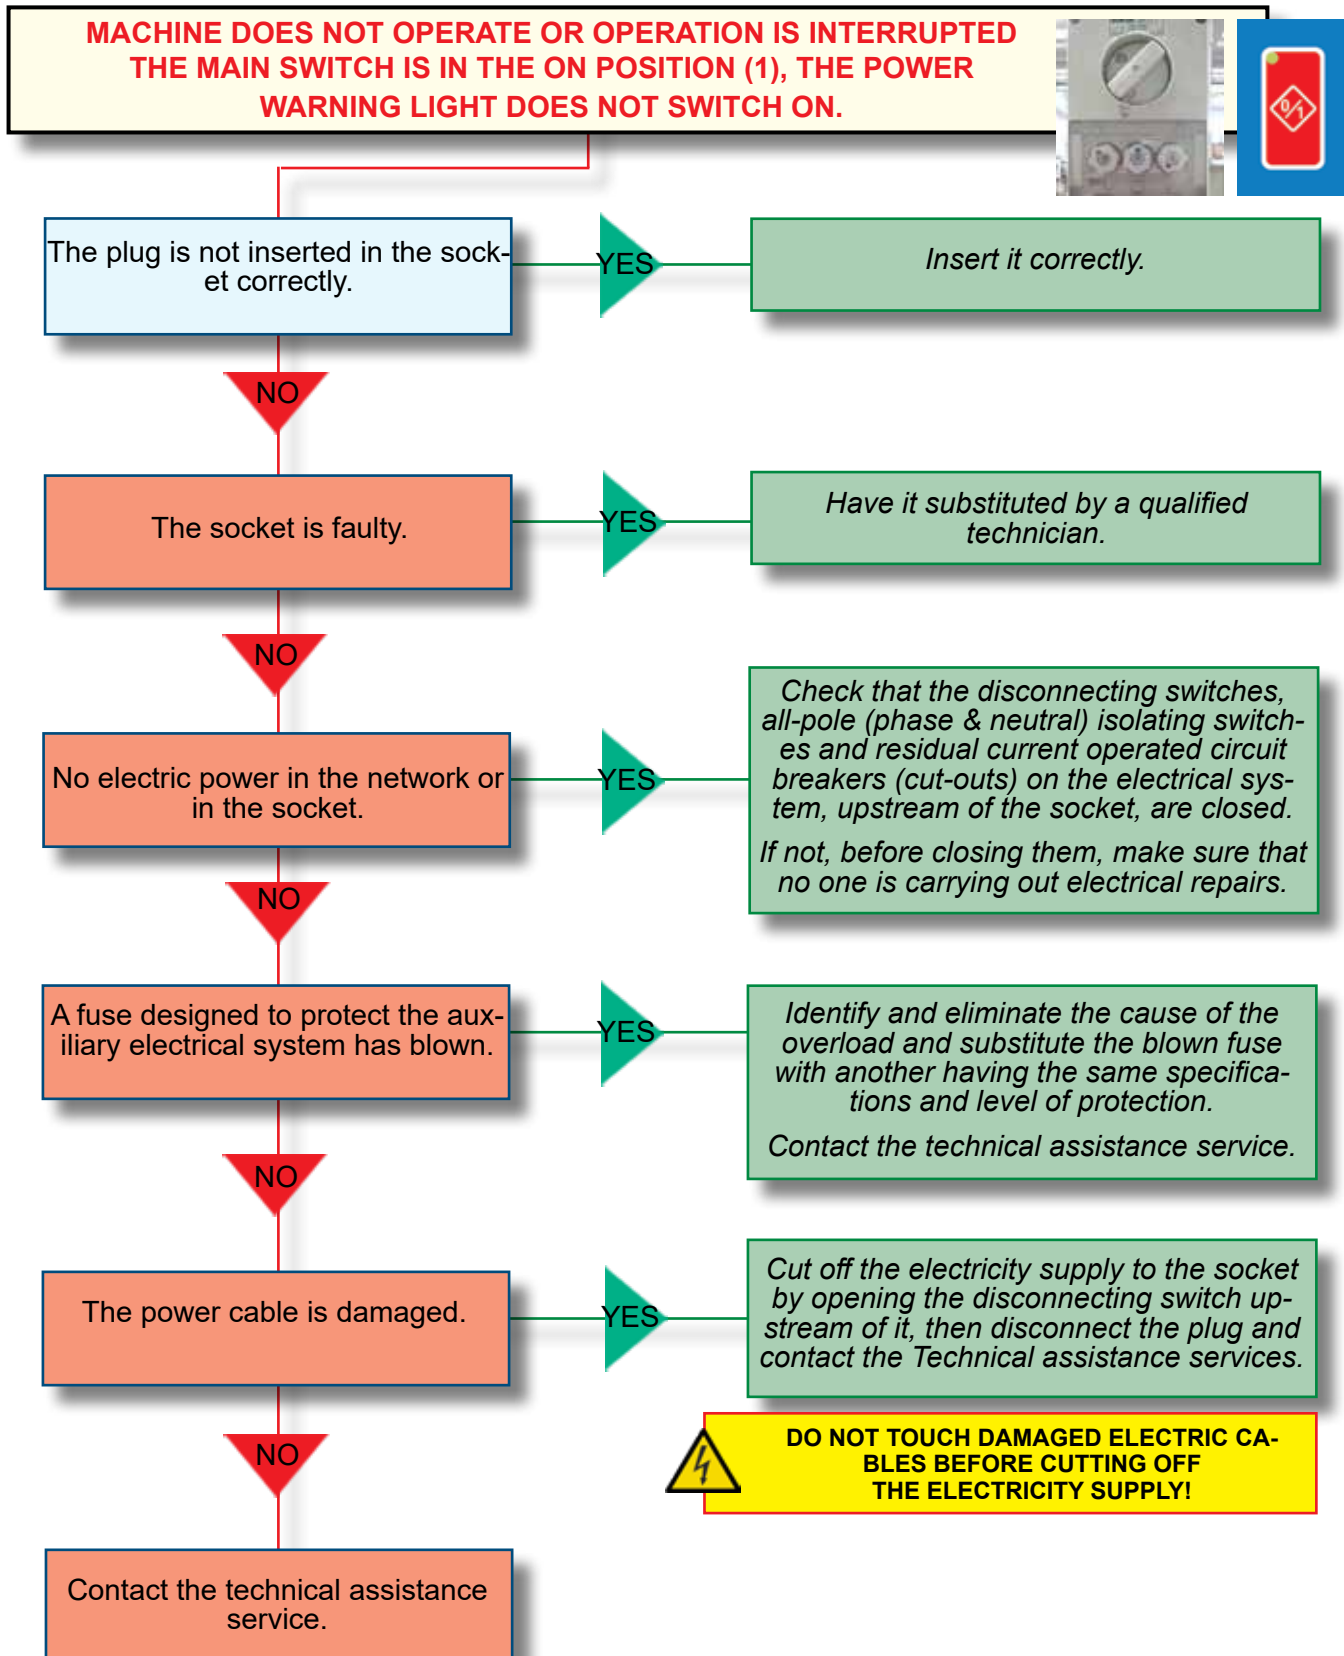 MACHINE DOES NOT OPERATE OR OPERATION IS INTERRUPTED
THE MAIN SWITCH IS IN THE ON POSITION (1), THE POWER
WARNING LIGHT DOES NOT SWITCH ON.
0/1
The plug is not inserted in the sock-
et correctly.
YES
Insert it correctly.
NO
The socket is faulty.
YES
Have it substituted by a qualified
technician.
NO
No electric power in the network or
in the socket.
YES
Check that the disconnecting switches,
all-pole (phase & neutral) isolating switch-
es and residual current operated circuit
breakers (cut-outs) on the electrical sys-
tem, upstream of the socket, are closed.
If not, before closing them, make sure that
no one is carrying out electrical repairs.
NO
A fuse designed to protect the aux-
iliary electrical system has blown.
YES
Identify and eliminate the cause of the
overload and substitute the blown fuse
with another having the same specifica-
tions and level of protection.
Contact the technical assistance service.
NO
The power cable is damaged.
YES
Cut off the electricity supply to the socket
by opening the disconnecting switch up-
stream of it, then disconnect the plug and
contact the Technical assistance services.
DO NOT TOUCH DAMAGED ELECTRIC CA-
BLES BEFORE CUTTING OFF
THE ELECTRICITY SUPPLY!
NO
Contact the technical assistance
service.